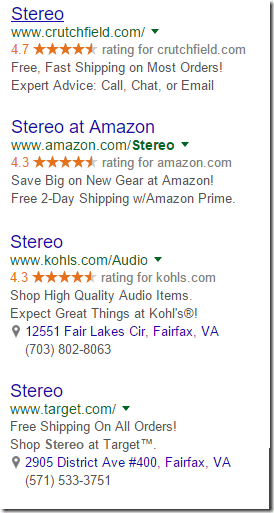 Stereo
www.crutchfield.com/
4.7 rating for crutchfield.com
Free, Fast Shipping on Most Orders!
Expert Advice: Call, Chat, or Email
Stereo at Amazon
www.amazon.com/Stereo
4.3 rating for amazon.com
Save Big on New Gear at Amazon!
Free 2-Day Shipping w/Amazon Prime.
Stereo
www.kohls.com/Audio
4.3 rating for kohls.com
Shop High Quality Audio Items.
Expect Great Things at Kohl's®!
12551 Fair Lakes Cir, Fairfax, VA
(703) 802-8063
Stereo
www.target.com/
Free Shipping On All Orders!
Shop Stereo at Target™.
2905 District Ave #400, Fairfax, VA
(571) 533-3751